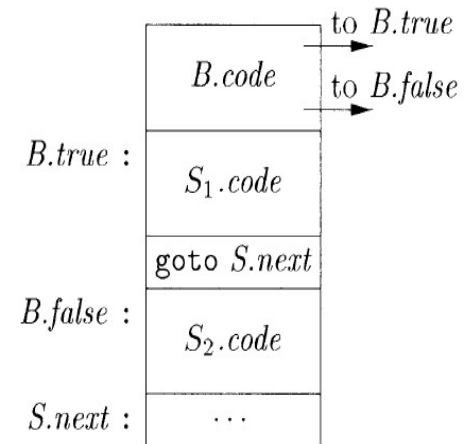 to B.true
B.code
to B.false
B.true :
S₁.code
goto S.next
B.false :
S₂.code
S.next : ...